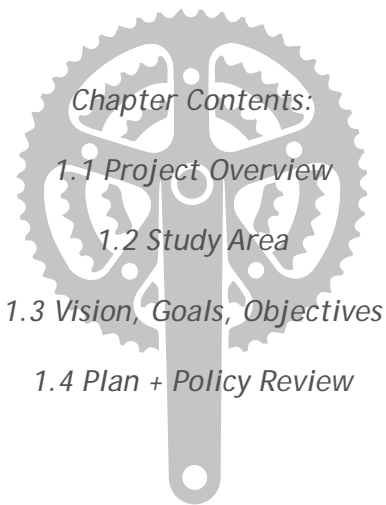 Chapter Contents:
1.1 Project Overview
1.2 Study Area
1.3 Vision, Goals, Objectives
1.4 Plan + Policy Review